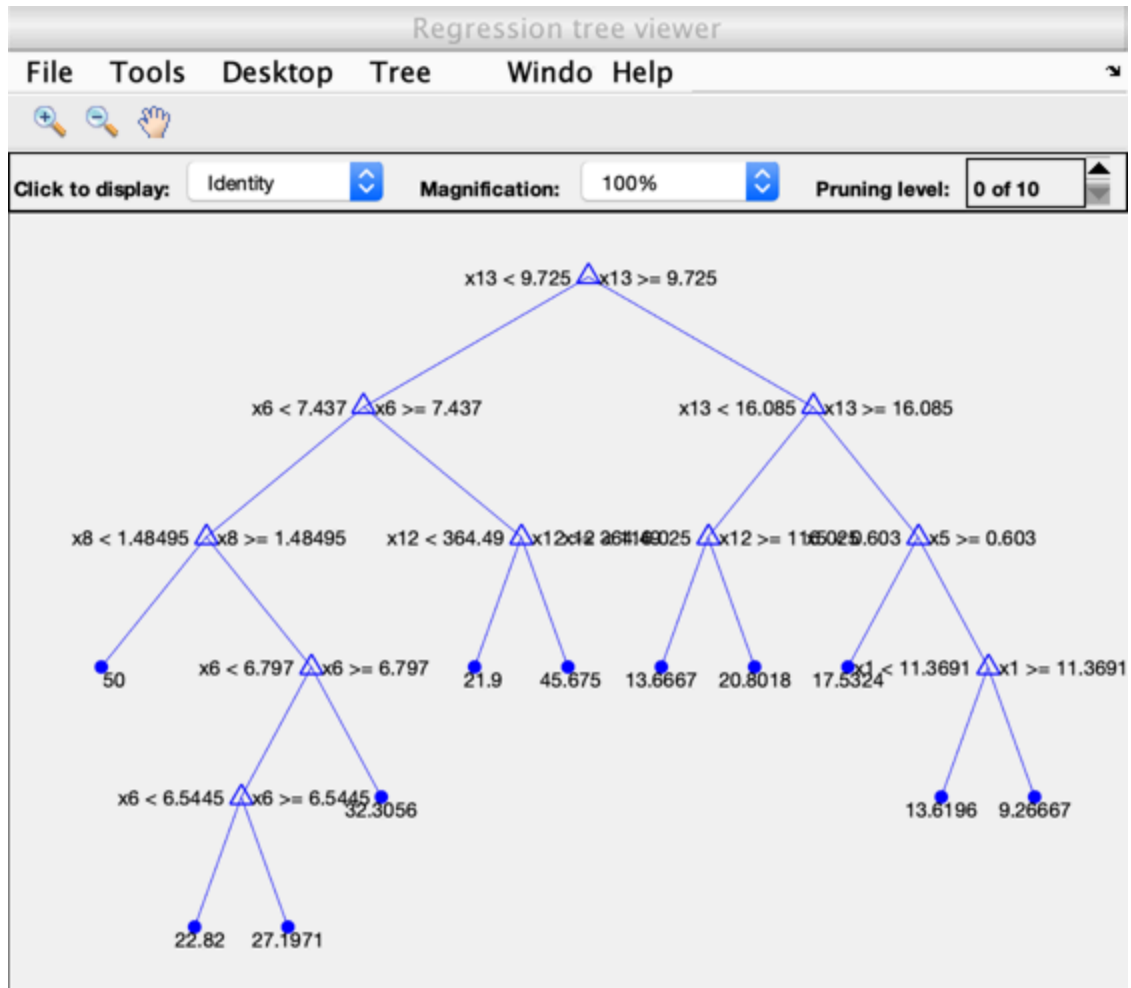 Regression tree viewer
File Tools Desktop Tree Windo Help
Click to display: Identity Magnification: 100% Pruning level: 0 of 10
x13 < 9.725 x13 >= 9.725
x6 < 7.437 x6 >= 7.437 x13 < 16.085 x13 >= 16.085
x8 < 1.48495 x8 >= 1.48495 x12 < 364.49 x5 >= 0.603
50 x6 < 6.797 x6 >= 6.797 21.9 45.675 13.6667 20.8018 17.5324 x1 < 11.3691 x1 >= 11.3691
x6 < 6.5445 x6 >= 6.5445 32.3056 13.6196 9.26667
22.82 27.1971